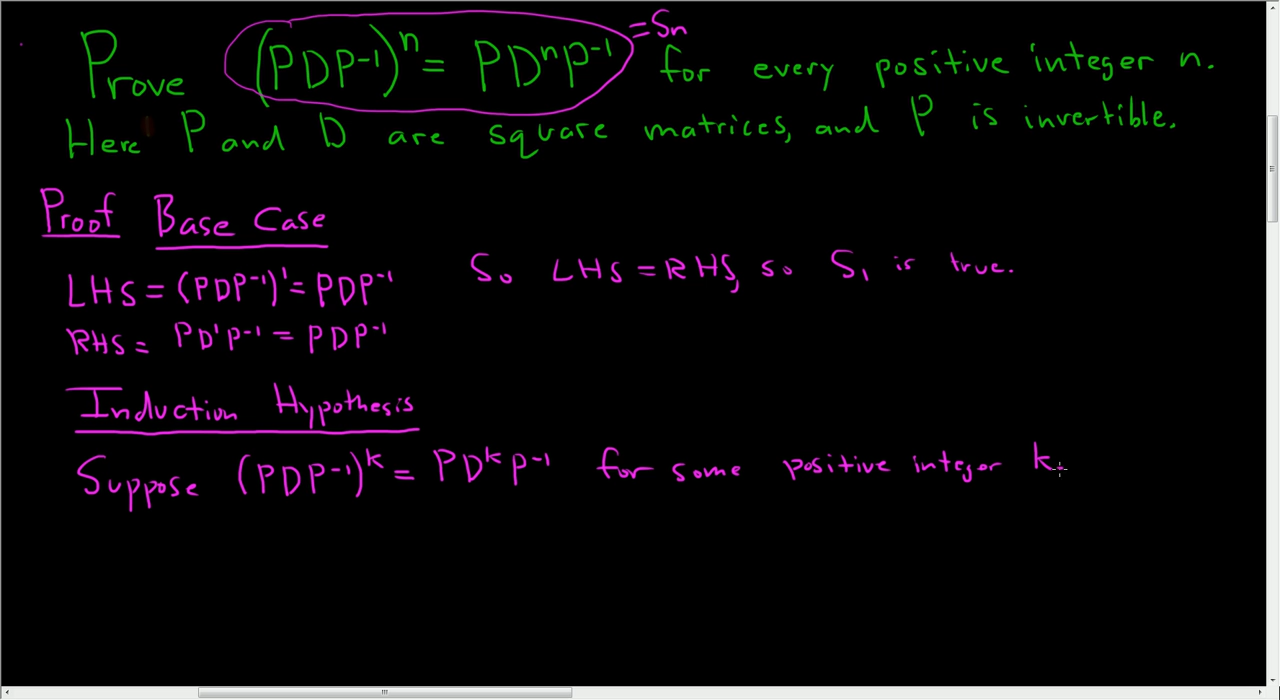 Prove (PDP⁻¹)ⁿ = PDⁿP⁻¹ = Sn for every positive integer n.
Here P and D are square matrices, and P is invertible.
Proof Base Case
LHS = (PDP⁻¹)¹ = PDP⁻¹ So LHS = RHS, so S₁ is true.
RHS = PD¹P⁻¹ = PDP⁻¹
Induction Hypothesis
Suppose (PDP⁻¹)ᵏ = PDᵏP⁻¹ for some positive integer k.